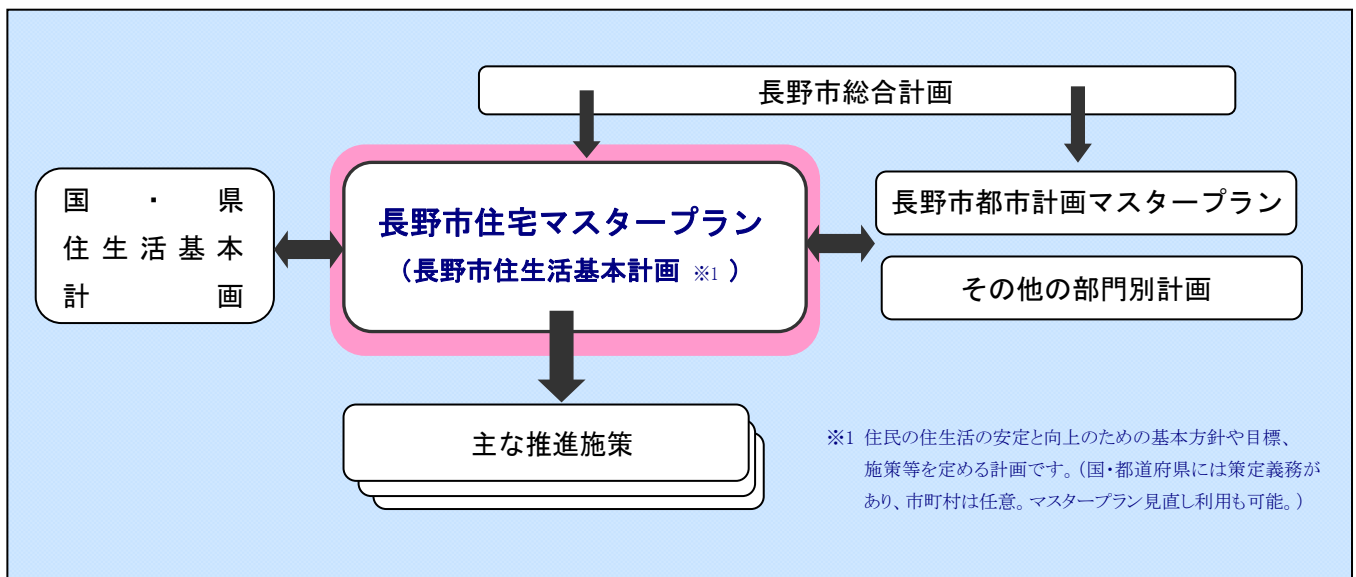 長野市総合計画
国・県
住生活基本
計画
長野市住宅マスタープラン
（長野市住生活基本計画 ※1 ）
長野市都市計画マスタープラン
その他の部門別計画
主な推進施策
※1 住民の住生活の安定と向上のための基本方針や目標、
施策等を定める計画です。（国・都道府県には策定義務が
あり、市町村は任意。マスタープラン見直し利用も可能。）